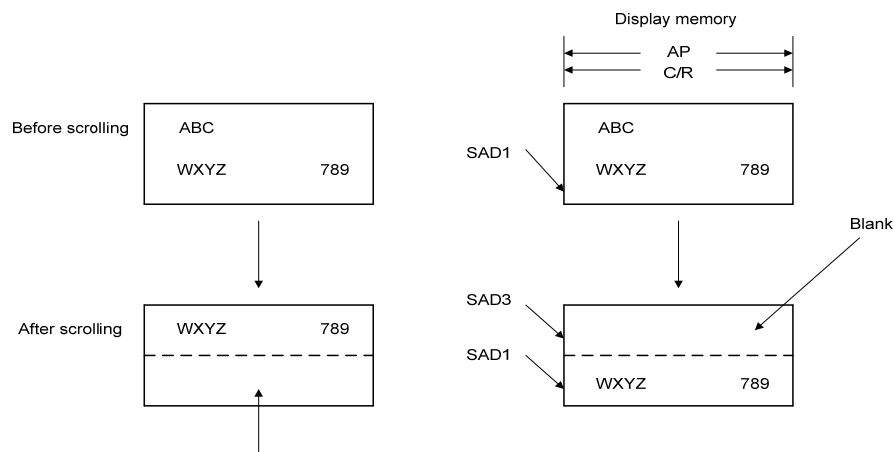 Display memory
AP
C/R
Before scrolling
ABC
WXYZ 789
SAD1
ABC
WXYZ 789
Blank
After scrolling
WXYZ 789
SAD3
SAD1
WXYZ 789